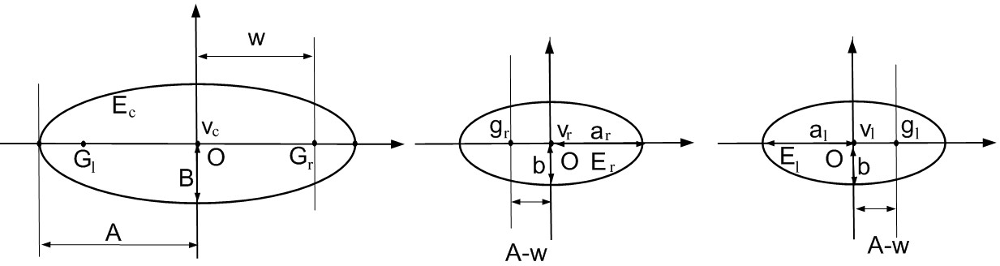 w
E_c
v_c
G_l
O
G_r
B
A
g_r
v_r
a_r
b
O
E_r
A-w
a_l
v_l
g_l
E_l
O
b
A-w